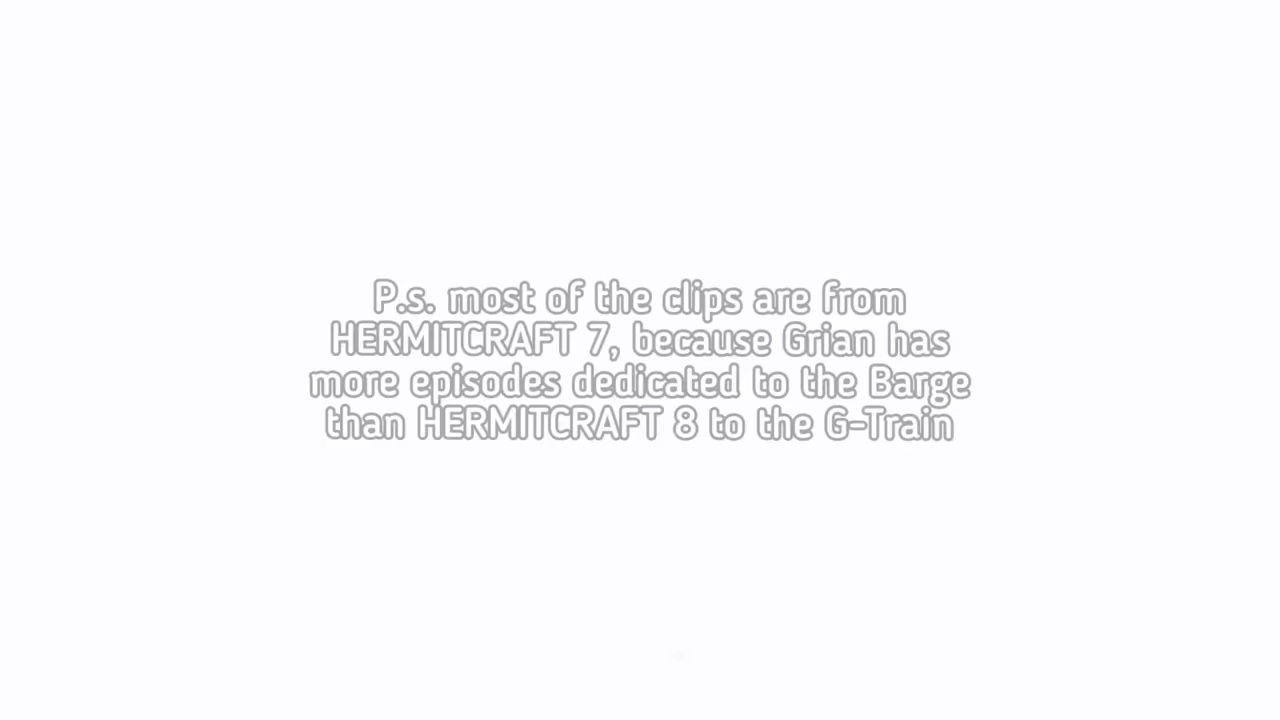 P.s. most of the clips are from
HERMITCRAFT 7, because Grian has
more episodes dedicated to the Barge
than HERMITCRAFT 8 to the G-Train